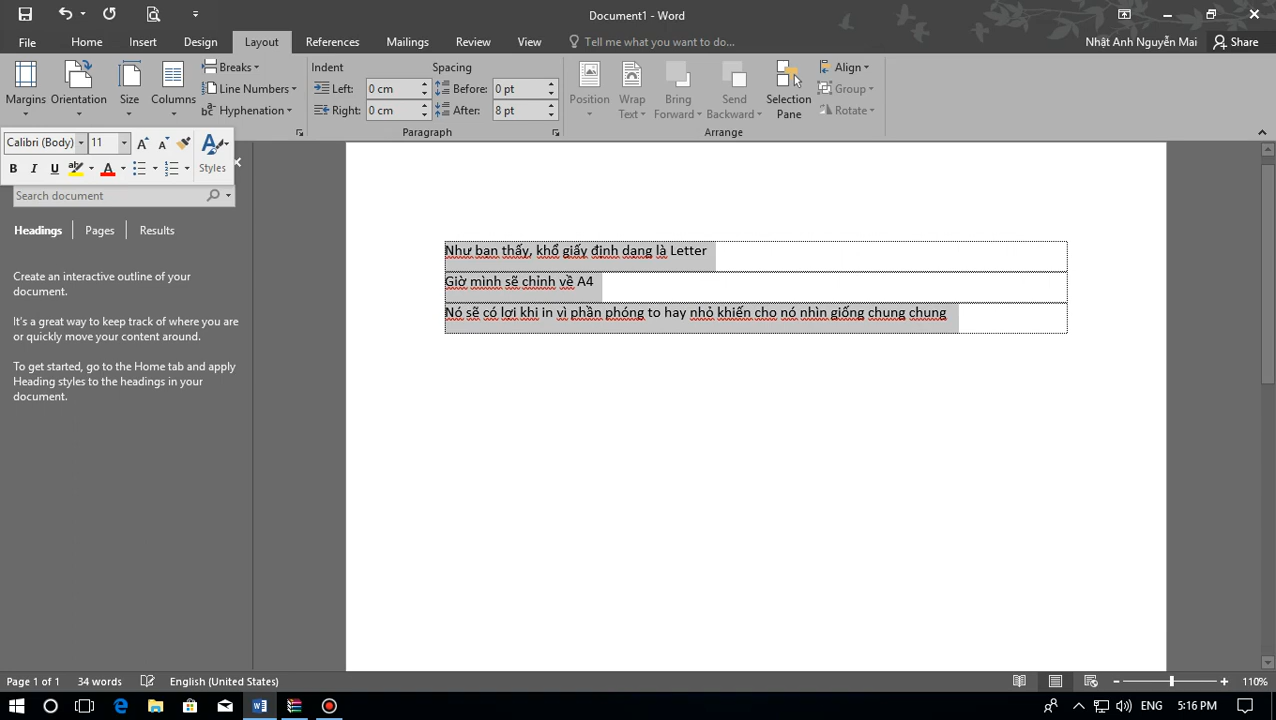 Document1 - Word
File
Home
Insert
Design
Layout
References
Mailings
Review
View
Tell me what you want to do...
Nhật Anh Nguyễn Mai
Share
Margins
Orientation
Size
Columns
Breaks
Line Numbers
Hyphenation
Indent
Left: 0 cm
Right: 0 cm
Spacing
Before: 0 pt
After: 8 pt
Paragraph
Position
Wrap Text
Bring Forward
Send Backward
Selection Pane
Align
Group
Rotate
Arrange
Calibri (Body) 11
B I U
Styles
Search document
Headings Pages Results
Create an interactive outline of your
document.
It's a great way to keep track of where you are
or quickly move your content around.
To get started, go to the Home tab and apply
Heading styles to the headings in your
document.
Như bạn thấy, khổ giấy định dạng là Letter
Giờ mình sẽ chỉnh về A4
Nó sẽ có lợi khi in vì phần phóng to hay nhỏ khiến cho nó nhìn giống chung chung
Page 1 of 1 34 words English (United States) 110%
ENG 5:16 PM